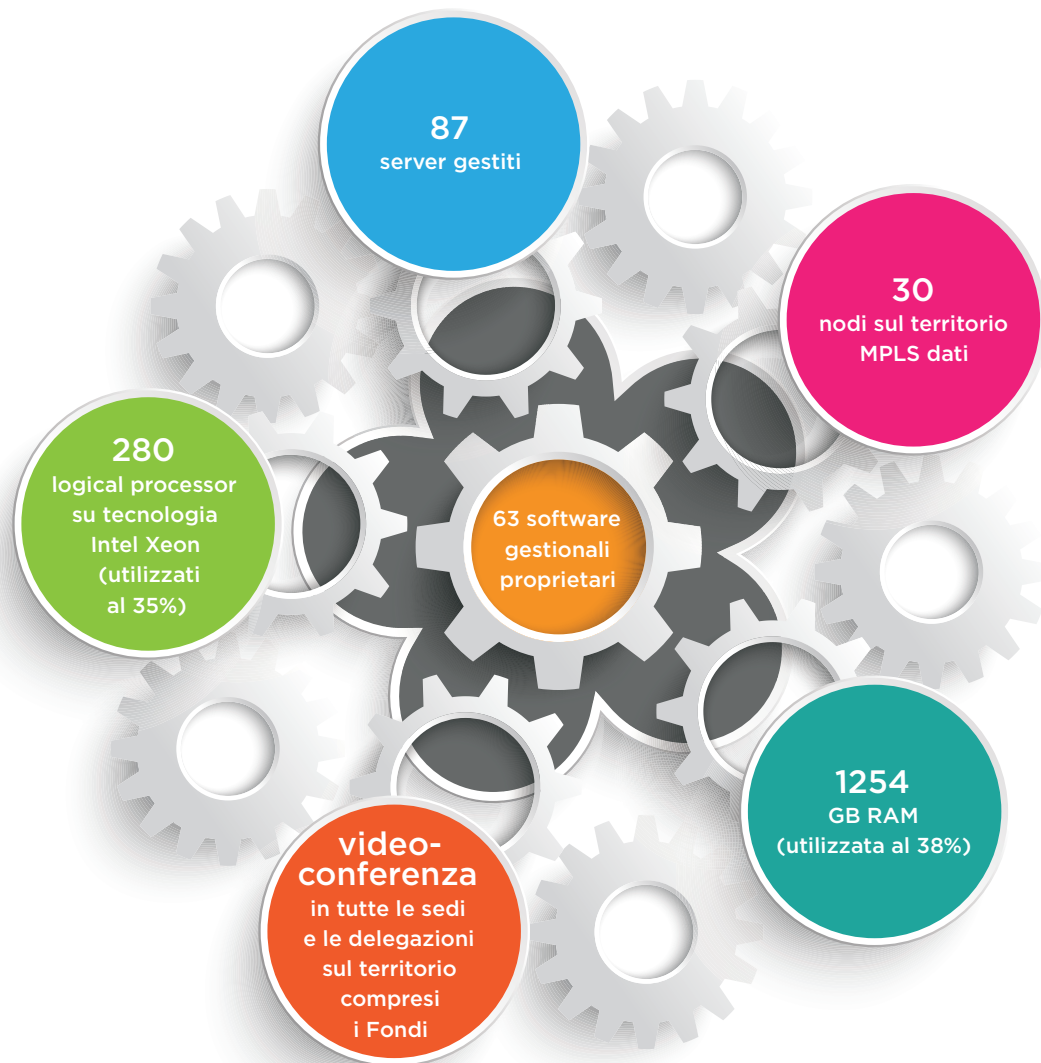 87
server gestiti
30
nodi sul territorio
MPLS dati
280
logical processor
su tecnologia
Intel Xeon
(utilizzati
al 35%)
63 software
gestionali
proprietari
1254
GB RAM
(utilizzata al 38%)
video-
conferenza
in tutte le sedi
e le delegazioni
sul territorio
compresi
i Fondi